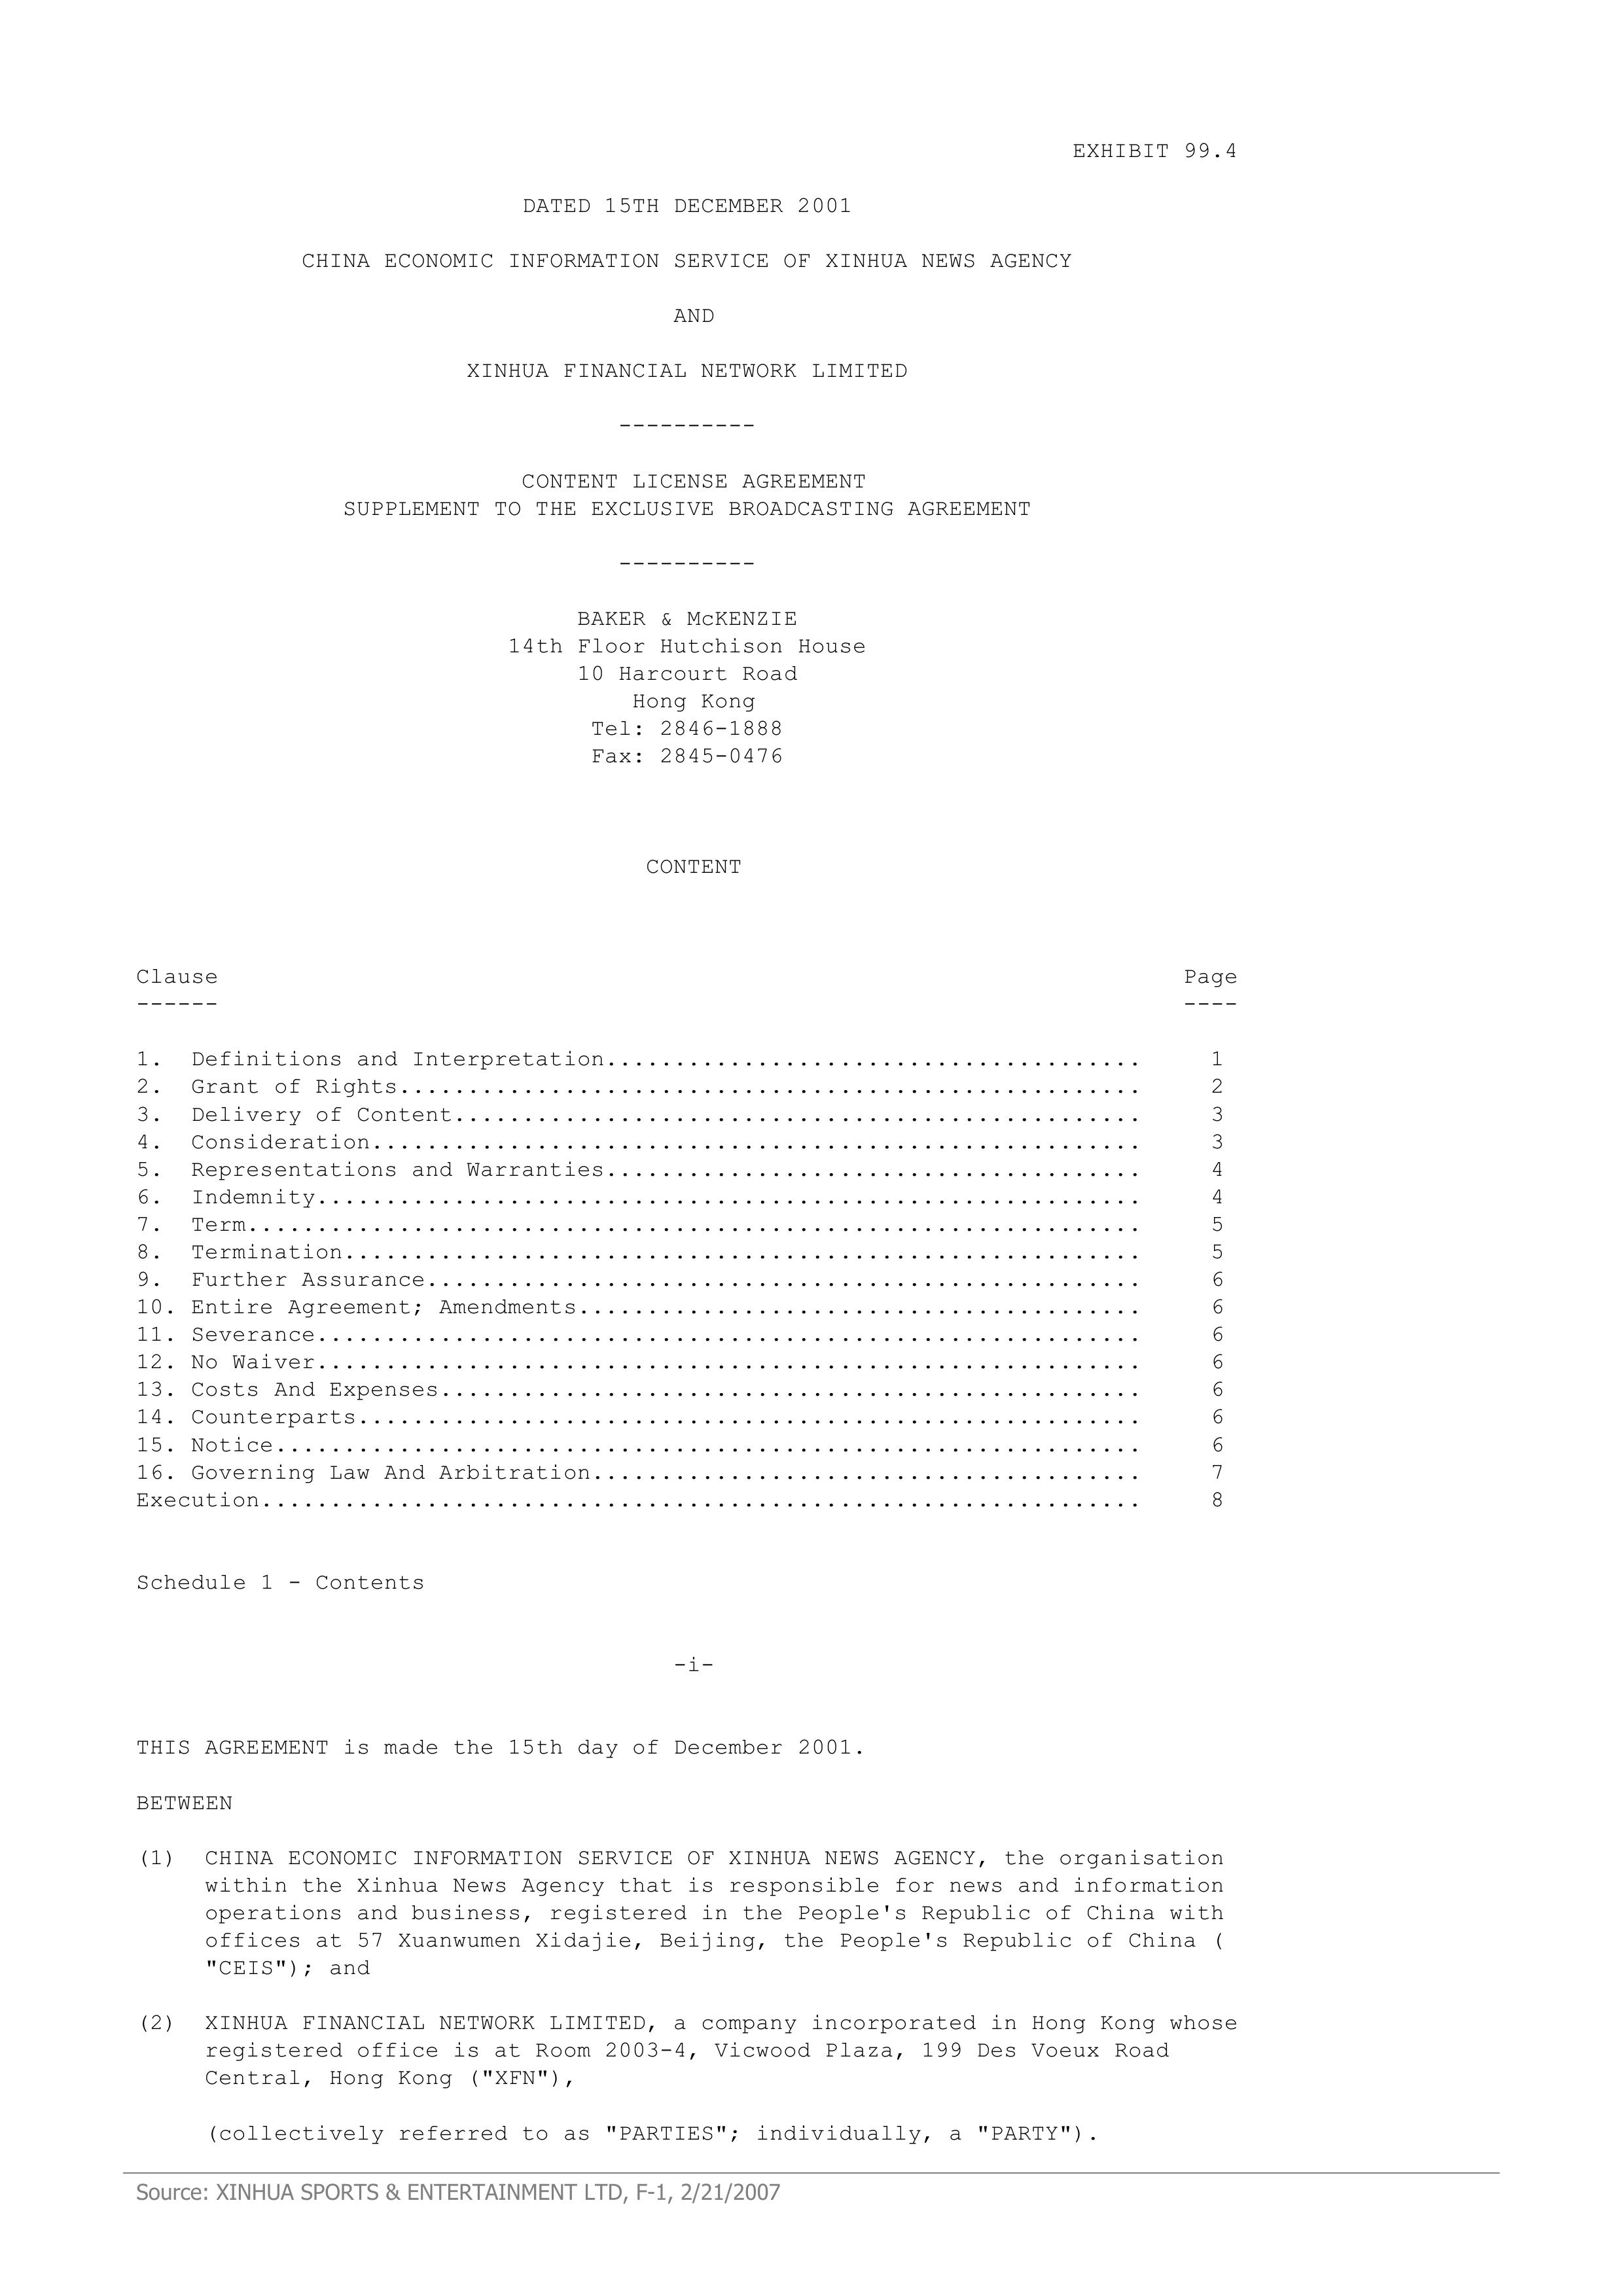 EXHIBIT 99.4
DATED 15TH DECEMBER 2001
CHINA ECONOMIC INFORMATION SERVICE OF XINHUA NEWS AGENCY
AND
XINHUA FINANCIAL NETWORK LIMITED
----------
CONTENT LICENSE AGREEMENT
SUPPLEMENT TO THE EXCLUSIVE BROADCASTING AGREEMENT
----------
BAKER & McKENZIE
14th Floor Hutchison House
10 Harcourt Road
Hong Kong
Tel: 2846-1888
Fax: 2845-0476
CONTENT
Clause Page
------ ----
1. Definitions and Interpretation....................................... 1
2. Grant of Rights...................................................... 2
3. Delivery of Content.................................................. 3
4. Consideration........................................................ 3
5. Representations and Warranties....................................... 4
6. Indemnity............................................................ 4
7. Term................................................................. 5
8. Termination.......................................................... 5
9. Further Assurance.................................................... 6
10. Entire Agreement; Amendments......................................... 6
11. Severance............................................................ 6
12. No Waiver............................................................ 6
13. Costs And Expenses................................................... 6
14. Counterparts......................................................... 6
15. Notice............................................................... 6
16. Governing Law And Arbitration........................................ 7
Execution................................................................ 8
Schedule 1 - Contents
-i-
THIS AGREEMENT is made the 15th day of December 2001.
BETWEEN
(1) CHINA ECONOMIC INFORMATION SERVICE OF XINHUA NEWS AGENCY, the organisation
within the Xinhua News Agency that is responsible for news and information
operations and business, registered in the People's Republic of China with
offices at 57 Xuanwumen Xidajie, Beijing, the People's Republic of China (
"CEIS"); and
(2) XINHUA FINANCIAL NETWORK LIMITED, a company incorporated in Hong Kong whose
registered office is at Room 2003-4, Vicwood Plaza, 199 Des Voeux Road
Central, Hong Kong ("XFN"),
(collectively referred to as "PARTIES"; individually, a "PARTY").
Source: XINHUA SPORTS & ENTERTAINMENT LTD, F-1, 2/21/2007